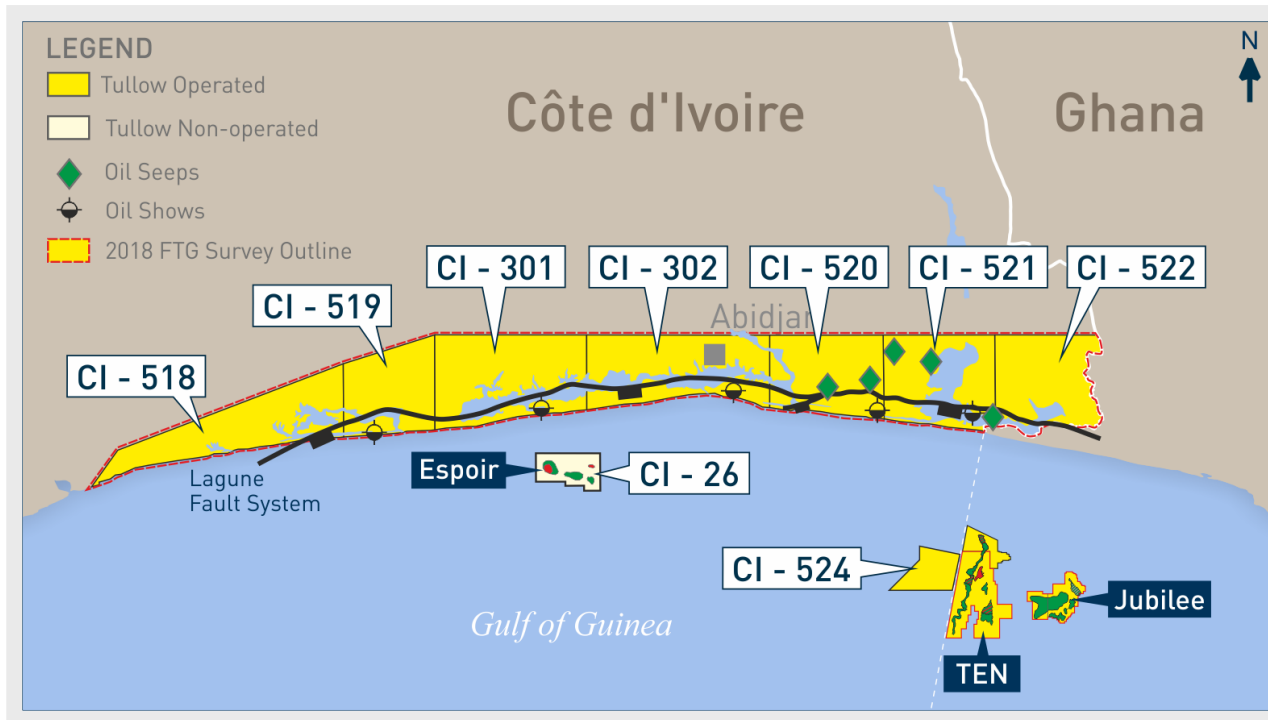 LEGEND
Tullow Operated
Tullow Non-operated
Oil Seeps
Oil Shows
2018 FTG Survey Outline
Côte d'Ivoire
Ghana
N
CI - 301
CI - 302
CI - 520
CI - 521
CI - 522
CI - 519
CI - 518
Abidjan
Lagune
Fault System
Espoir
CI - 26
CI - 524
Jubilee
Gulf of Guinea
TEN